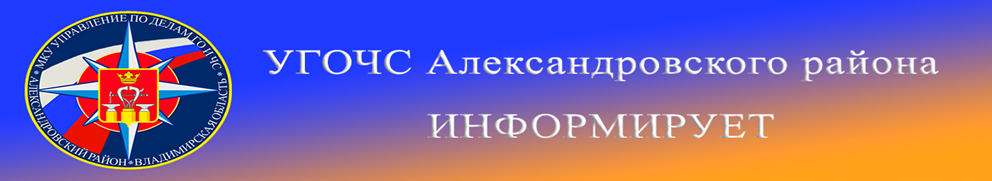 МКУ УПРАВЛЕНИЕ ПО ДЕЛАМ ГО И ЧС
АЛЕКСАНДРОВСКИЙ РАЙОН • ВЛАДИМИРСКАЯ ОБЛАСТЬ
УГОЧС Александровского района
ИНФОРМИРУЕТ